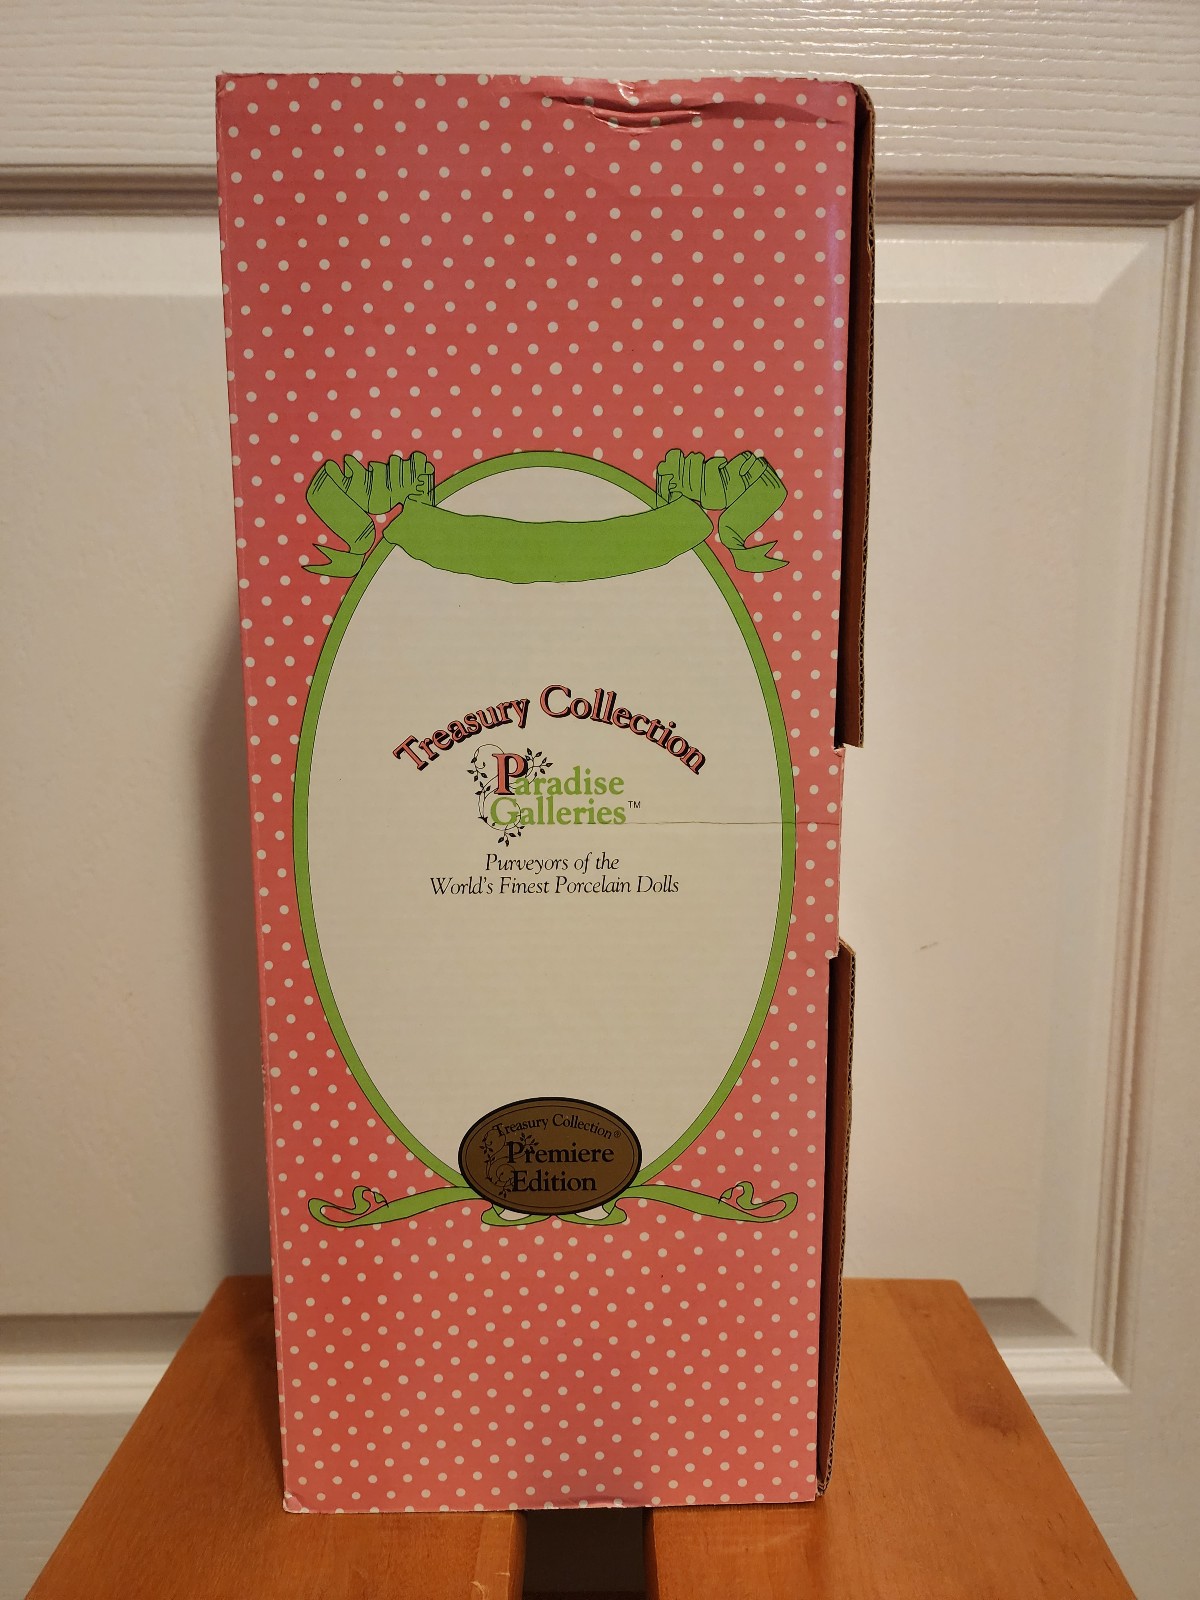 Treasury Collection
Paradise
Galleries™
Purveyors of the
World's Finest Porcelain Dolls
Treasury Collection®
Premiere
Edition